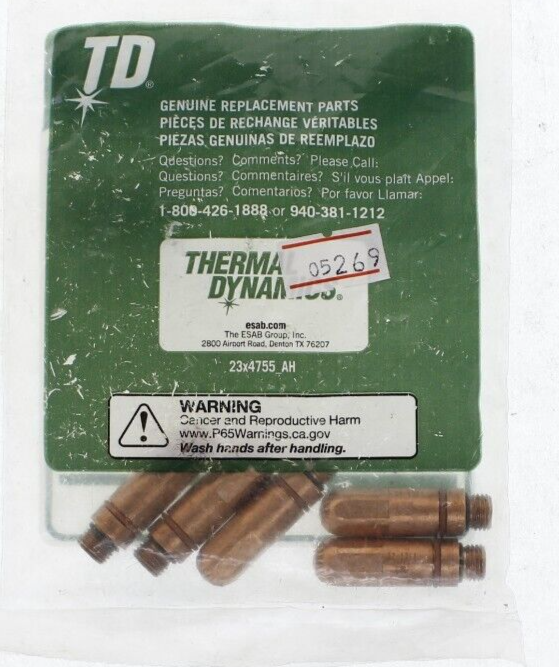 TD®
GENUINE REPLACEMENT PARTS
PIÈCES DE RECHANGE VÉRITABLES
PIEZAS GENUINAS DE REEMPLAZO
Questions? Comments? Please Call:
Questions? Commentaires? S'il vous plaît Appel:
Preguntas? Comentarios? Por favor Llamar:
1-800-426-1888 or 940-381-1212
THERMA
05269
DYNAMICS®
esab.com
The ESAB Group, Inc.
2800 Airport Road, Denton TX 76207
23x4755_AH
WARNING
Cancer and Reproductive Harm
www.P65Warnings.ca.gov
Wash hands after handling.